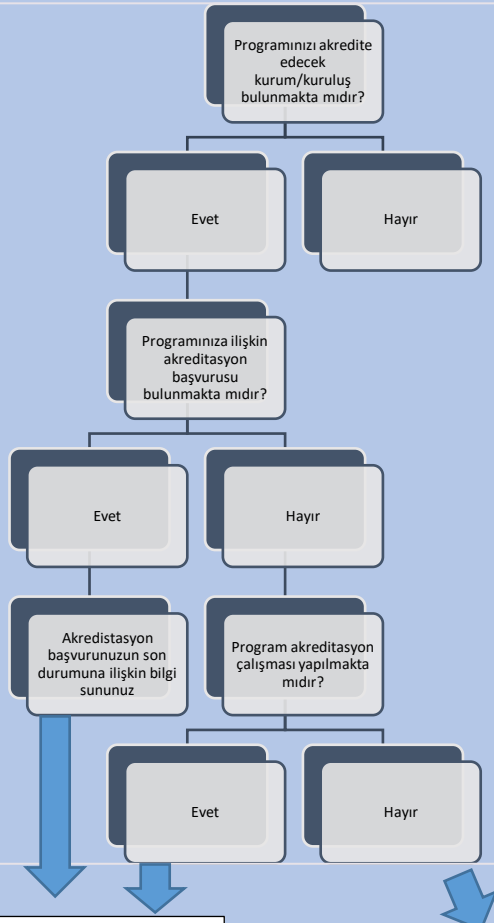 Programınızı akredite
edecek
kurum/kuruluş
bulunmakta mıdır?
Evet
Hayır
Programınıza ilişkin
akreditasyon
başvurusu
bulunmakta mıdır?
Evet
Hayır
Akredistasyon
başvurunuzun son
durumuna ilişkin bilgi
sununuz
Program akreditasyon
çalışması yapılmakta
mıdır?
Evet
Hayır